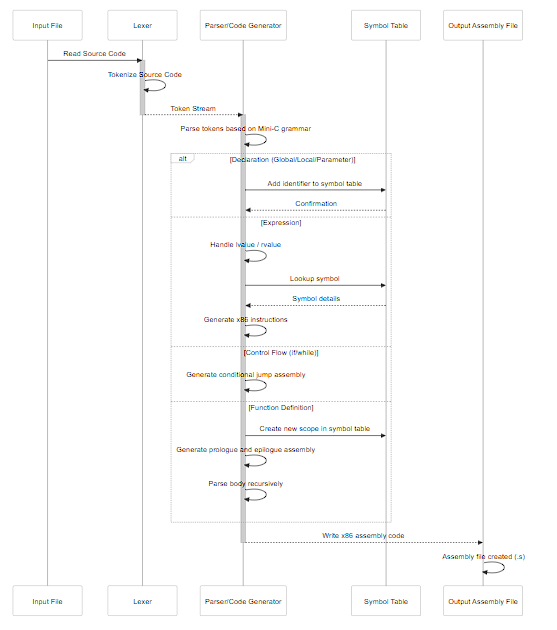 Input File
Lexer
Parser/Code Generator
Symbol Table
Output Assembly File
Read Source Code
Tokenize Source Code
Token Stream
Parse tokens based on Mini-C grammar
alt
[Declaration (Global/Local/Parameter)]
Add identifier to symbol table
Confirmation
[Expression]
Handle lvalue / rvalue
Lookup symbol
Symbol details
Generate x86 instructions
[Control Flow (if/while)]
Generate conditional jump assembly
[Function Definition]
Create new scope in symbol table
Generate prologue and epilogue assembly
Parse body recursively
Write x86 assembly code
Assembly file created (.s)
Input File
Lexer
Parser/Code Generator
Symbol Table
Output Assembly File